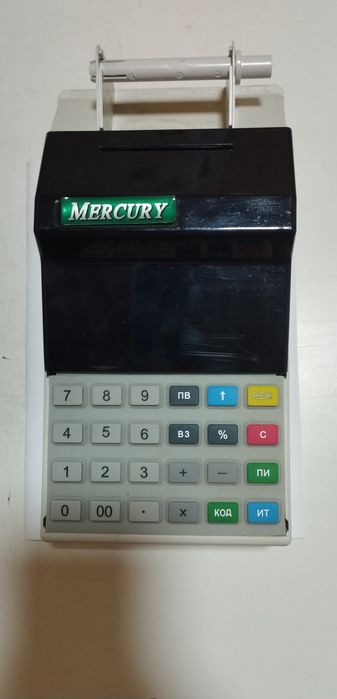 MERCURY
7 8 9 ПВ ↑ РЕЖ
4 5 6 ВЗ % С
1 2 3 + — ПИ
0 00 · X КОД ИТ